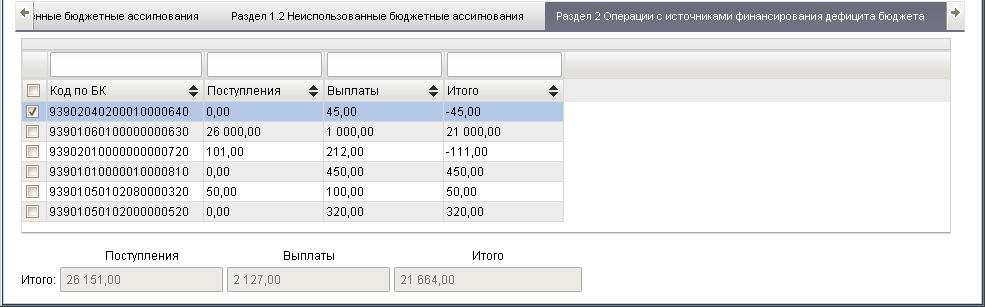 енные бюджетные ассигнования Раздел 1.2 Неиспользованные бюджетные ассигнования Раздел 2 Операции с источниками финансирования дефицита бюджета
Код по БК Поступления Выплаты Итого
93902040200010000640 0,00 45,00 -45,00
93901060100000000630 26 000,00 1 000,00 21 000,00
93902010000000000720 101,00 212,00 -111,00
93901010000010000810 0,00 450,00 450,00
93901050102080000320 50,00 100,00 50,00
93901050102000000520 0,00 320,00 320,00
Поступления Выплаты Итого
Итого: 26 151,00 2 127,00 21 664,00